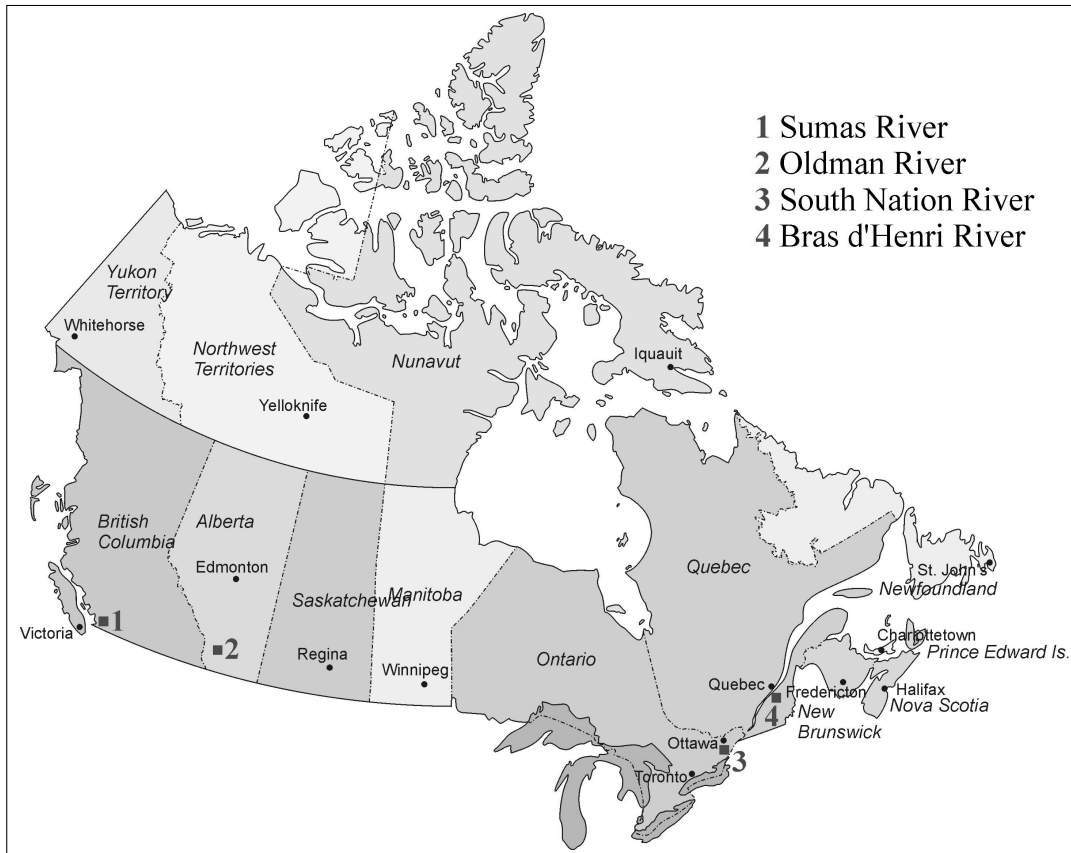 1 Sumas River
2 Oldman River
3 South Nation River
4 Bras d'Henri River
Yukon
Territory
Whitehorse
Northwest
Territories
Nunavut
Iquauit
Yelloknife
British
Columbia
Alberta
Edmonton
Quebec
St. John's
Newfoundland
Saskatchewan
Manitoba
1
Victoria
2
Regina
Winnipeg
Ontario
Charlottetown
Prince Edward Is.
Quebec
Fredericton
Halifax
Nova Scotia
4
New
Brunswick
Ottawa
3
Toronto